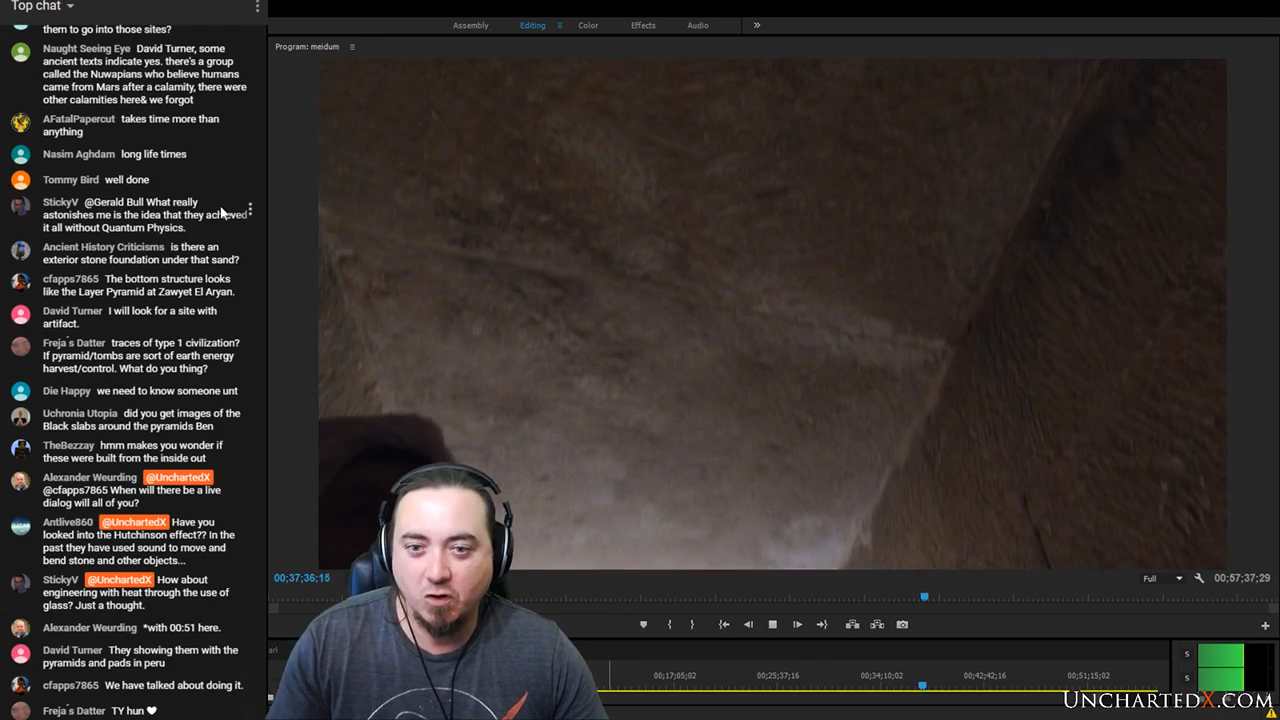 Top chat
Assembly
Editing
Color
Effects
Audio
Program: meidum
them to go into those sites?
Naught Seeing Eye David Turner, some
ancient texts indicate yes. there's a group
called the Nuwapians who believe humans
came from Mars after a calamity, there were
other calamities here& we forgot
AFatalPapercut takes time more than
anything
Nasim Aghdam long life times
Tommy Bird well done
StickyV @Gerald Bull What really
astonishes me is the idea that they achieved
it all without Quantum Physics.
Ancient History Criticisms is there an
exterior stone foundation under that sand?
cfapps7865 The bottom structure looks
like the Layer Pyramid at Zawyet El Aryan.
David Turner I will look for a site with
artifact.
Freja´s Datter traces of type 1 civilization?
If pyramid/tombs are sort of earth energy
harvest/control. What do you thing?
Die Happy we need to know someone unt
Uchronia Utopia did you get images of the
Black slabs around the pyramids Ben
TheBezzay hmm makes you wonder if
these were built from the inside out
Alexander Weurding @UnchartedX
@cfapps7865 When will there be a live
dialog will all of you?
Antlive860 @UnchartedX Have you
looked into the Hutchinson effect?? In the
past they have used sound to move and
bend stone and other objects...
StickyV @UnchartedX How about
engineering with heat through the use of
glass? Just a thought.
Alexander Weurding *with 00:51 here.
David Turner They showing them with the
pyramids and pads in peru
cfapps7865 We have talked about doing it.
Freja´s Datter TY hun
00;37;36;15
Full
00;57;37;29
00;17;05;02
00;25;37;16
00;34;10;02
00;42;42;16
00;51;15;02
5
5
UnchartedX.com